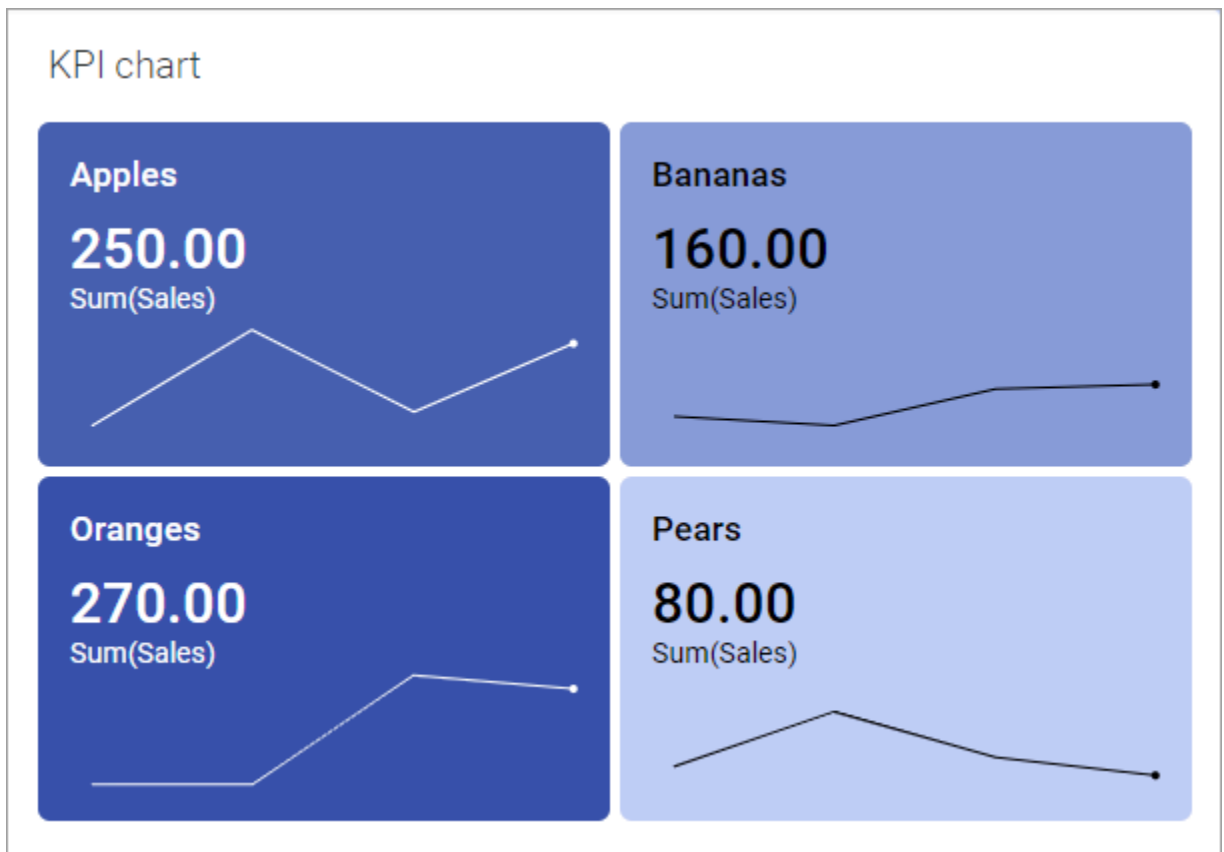 KPI chart
Apples
250.00
Sum(Sales)
Bananas
160.00
Sum(Sales)
Oranges
270.00
Sum(Sales)
Pears
80.00
Sum(Sales)